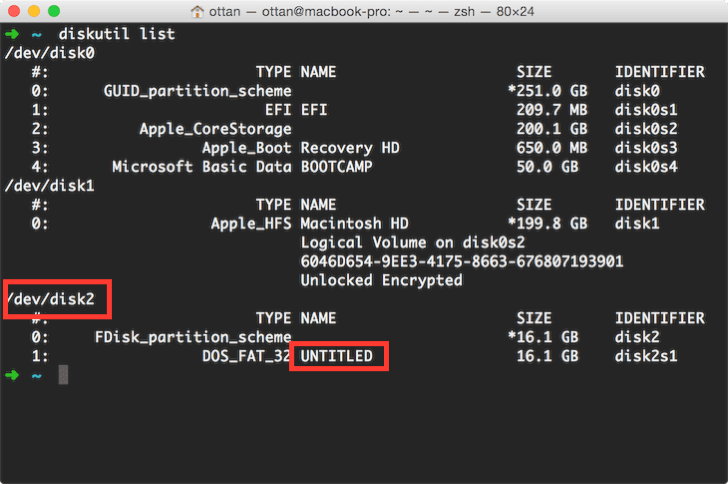 ottan — ottan@macbook-pro: ~ — ~ — zsh — 80×24
➜ ~ diskutil list
/dev/disk0
#: TYPE NAME SIZE IDENTIFIER
0: GUID_partition_scheme *251.0 GB disk0
1: EFI EFI 209.7 MB disk0s1
2: Apple_CoreStorage 200.1 GB disk0s2
3: Apple_Boot Recovery HD 650.0 MB disk0s3
4: Microsoft Basic Data BOOTCAMP 50.0 GB disk0s4
/dev/disk1
#: TYPE NAME SIZE IDENTIFIER
0: Apple_HFS Macintosh HD *199.8 GB disk1
Logical Volume on disk0s2
6046D654-9EE3-4175-8663-676807193901
Unlocked Encrypted
/dev/disk2
#: TYPE NAME SIZE IDENTIFIER
0: FDisk_partition_scheme *16.1 GB disk2
1: DOS_FAT_32 UNTITLED 16.1 GB disk2s1
➜ ~